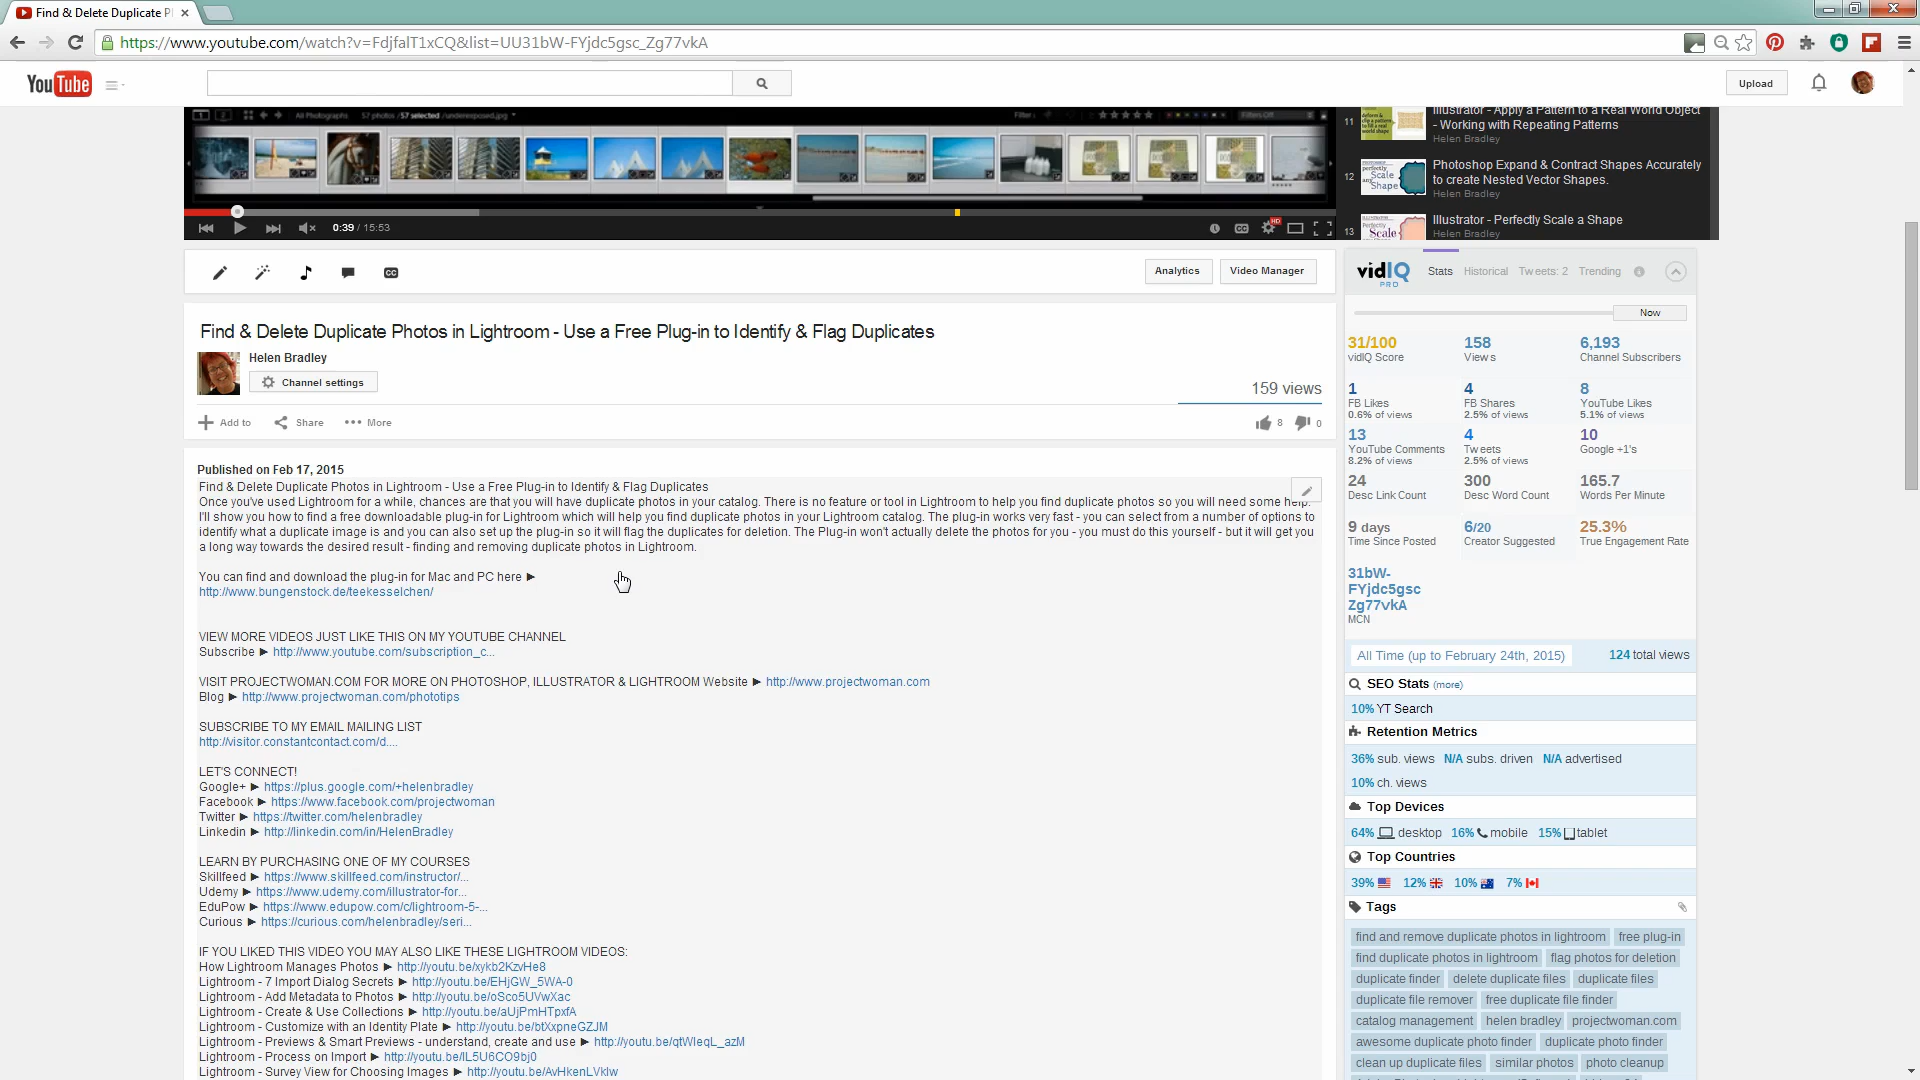 Find & Delete Duplicate P
https://www.youtube.com/watch?v=FdjfalT1xCQ&list=UU31bW-FYjdc5gsc_Zg77vkA
YouTube
Upload
All Photographs 57 photos / 57 selected / underexposed.jpg
Filter:
Filters Off
0:39 / 15:53
HD
11 Illustrator - Apply a Pattern to a Real World Object
- Working with Repeating Patterns
Helen Bradley
12 Photoshop Expand & Contract Shapes Accurately
to create Nested Vector Shapes.
Helen Bradley
13 Illustrator - Perfectly Scale a Shape
Helen Bradley
Analytics
Video Manager
Find & Delete Duplicate Photos in Lightroom - Use a Free Plug-in to Identify & Flag Duplicates
Helen Bradley
Channel settings
159 views
Add to
Share
More
8
0
Published on Feb 17, 2015
Find & Delete Duplicate Photos in Lightroom - Use a Free Plug-in to Identify & Flag Duplicates
Once you've used Lightroom for a while, chances are that you will have duplicate photos in your catalog. There is no feature or tool in Lightroom to help you find duplicate photos so you will need some help.
I'll show you how to find a free downloadable plug-in for Lightroom which will help you find duplicate photos in your Lightroom catalog. The plug-in works very fast - you can select from a number of options to
identify what a duplicate image is and you can also set up the plug-in so it will flag the duplicates for deletion. The Plug-in won't actually delete the photos for you - you must do this yourself - but it will get you
a long way towards the desired result - finding and removing duplicate photos in Lightroom.
You can find and download the plug-in for Mac and PC here ►
http://www.bungenstock.de/teekesselchen/
VIEW MORE VIDEOS JUST LIKE THIS ON MY YOUTUBE CHANNEL
Subscribe ► http://www.youtube.com/subscription_c...
VISIT PROJECTWOMAN.COM FOR MORE ON PHOTOSHOP, ILLUSTRATOR & LIGHTROOM Website ► http://www.projectwoman.com
Blog ► http://www.projectwoman.com/phototips
SUBSCRIBE TO MY EMAIL MAILING LIST
http://visitor.constantcontact.com/d....
LET'S CONNECT!
Google+ ► https://plus.google.com/+helenbradley
Facebook ► https://www.facebook.com/projectwoman
Twitter ► https://twitter.com/helenbradley
Linkedin ► http://linkedin.com/in/HelenBradley
LEARN BY PURCHASING ONE OF MY COURSES
Skillfeed ► https://www.skillfeed.com/instructor/...
Udemy ► https://www.udemy.com/illustrator-for...
EduPow ► https://www.edupow.com/c/lightroom-5-...
Curious ► https://curious.com/helenbradley/seri...
IF YOU LIKED THIS VIDEO YOU MAY ALSO LIKE THESE LIGHTROOM VIDEOS:
How Lightroom Manages Photos ► http://youtu.be/xykb2KzvHe8
Lightroom - 7 Import Dialog Secrets ► http://youtu.be/EHjGW_5WA-0
Lightroom - Add Metadata to Photos ► http://youtu.be/oSco5UVwXac
Lightroom - Create & Use Collections ► http://youtu.be/aUjPmHTpxfA
Lightroom - Customize with an Identity Plate ► http://youtu.be/btXxpneGZJM
Lightroom - Previews & Smart Previews - understand, create and use ► http://youtu.be/qtWIeqL_azM
Lightroom - Process on Import ► http://youtu.be/lL5U6CO9bj0
Lightroom - Survey View for Choosing Images ► http://youtu.be/AvHkenLVkIw
vidIQ PRO
Stats Historical Tweets: 2 Trending
Now
31/100 158 6,193
vidIQ Score Views Channel Subscribers
1 4 8
FB Likes FB Shares YouTube Likes
0.6% of views 2.5% of views 5.1% of views
13 4 10
YouTube Comments Tweets Google +1's
8.2% of views 2.5% of views
24 300 165.7
Desc Link Count Desc Word Count Words Per Minute
9 days 6/20 25.3%
Time Since Posted Creator Suggested True Engagement Rate
31bW-
FYjdc5gsc
Zg77vkA
MCN
All Time (up to February 24th, 2015) 124 total views
SEO Stats (more)
10% YT Search
Retention Metrics
36% sub. views N/A subs. driven N/A advertised
10% ch. views
Top Devices
64% desktop 16% mobile 15% tablet
Top Countries
39% 12% 10% 7%
Tags
find and remove duplicate photos in lightroom free plug-in
find duplicate photos in lightroom flag photos for deletion
duplicate finder delete duplicate files duplicate files
duplicate file remover free duplicate file finder
catalog management helen bradley projectwoman.com
awesome duplicate photo finder duplicate photo finder
clean up duplicate files similar photos photo cleanup